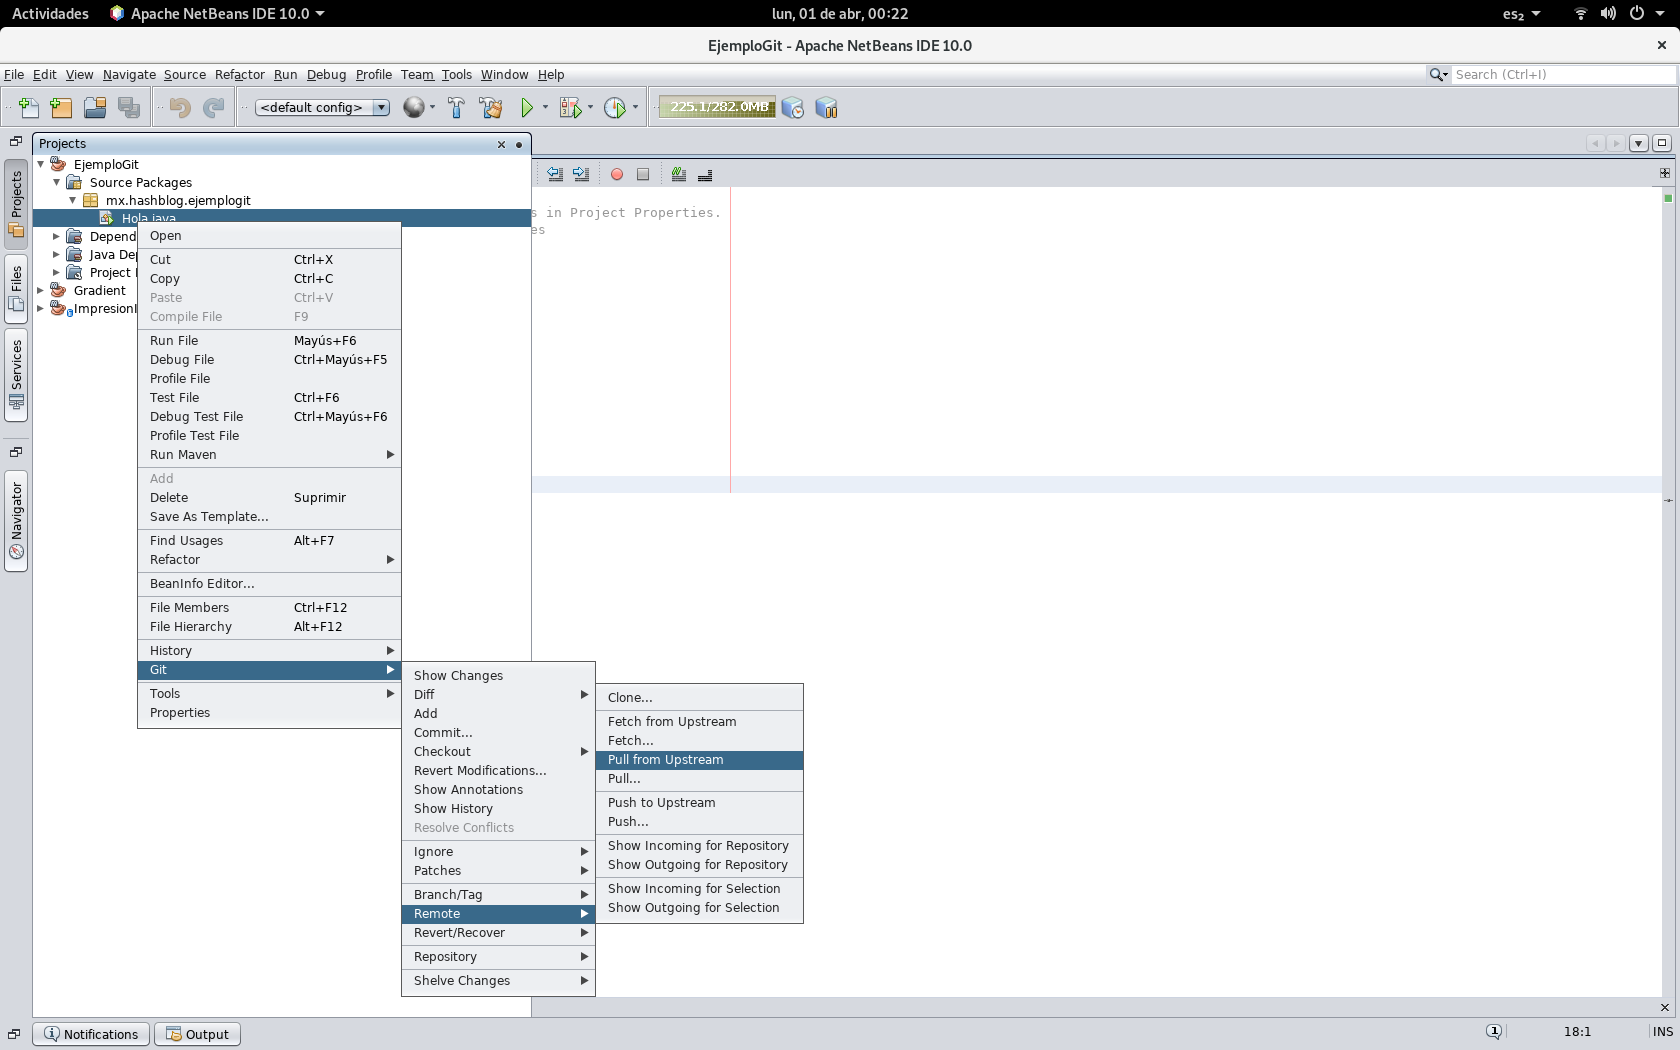 Actividades Apache NetBeans IDE 10.0 lun, 01 de abr, 00:22 es₂
EjemploGit - Apache NetBeans IDE 10.0
File Edit View Navigate Source Refactor Run Debug Profile Team Tools Window Help Search (Ctrl+I)
<default config> 225.1/282.0MB
Projects
EjemploGit
Source Packages
mx.hashblog.ejemplogit
Hola.java
Depend
Java De
Project
Gradient
Impresion
Projects
Files
Services
Navigator
s in Project Properties.
es
Open
Cut Ctrl+X
Copy Ctrl+C
Paste Ctrl+V
Compile File F9
Run File Mayús+F6
Debug File Ctrl+Mayús+F5
Profile File
Test File Ctrl+F6
Debug Test File Ctrl+Mayús+F6
Profile Test File
Run Maven
Add
Delete Suprimir
Save As Template...
Find Usages Alt+F7
Refactor
BeanInfo Editor...
File Members Ctrl+F12
File Hierarchy Alt+F12
History
Git
Tools
Properties
Show Changes
Diff
Add
Commit...
Checkout
Revert Modifications...
Show Annotations
Show History
Resolve Conflicts
Ignore
Patches
Branch/Tag
Remote
Revert/Recover
Repository
Shelve Changes
Clone...
Fetch from Upstream
Fetch...
Pull from Upstream
Pull...
Push to Upstream
Push...
Show Incoming for Repository
Show Outgoing for Repository
Show Incoming for Selection
Show Outgoing for Selection
Notifications Output 1 18:1 INS